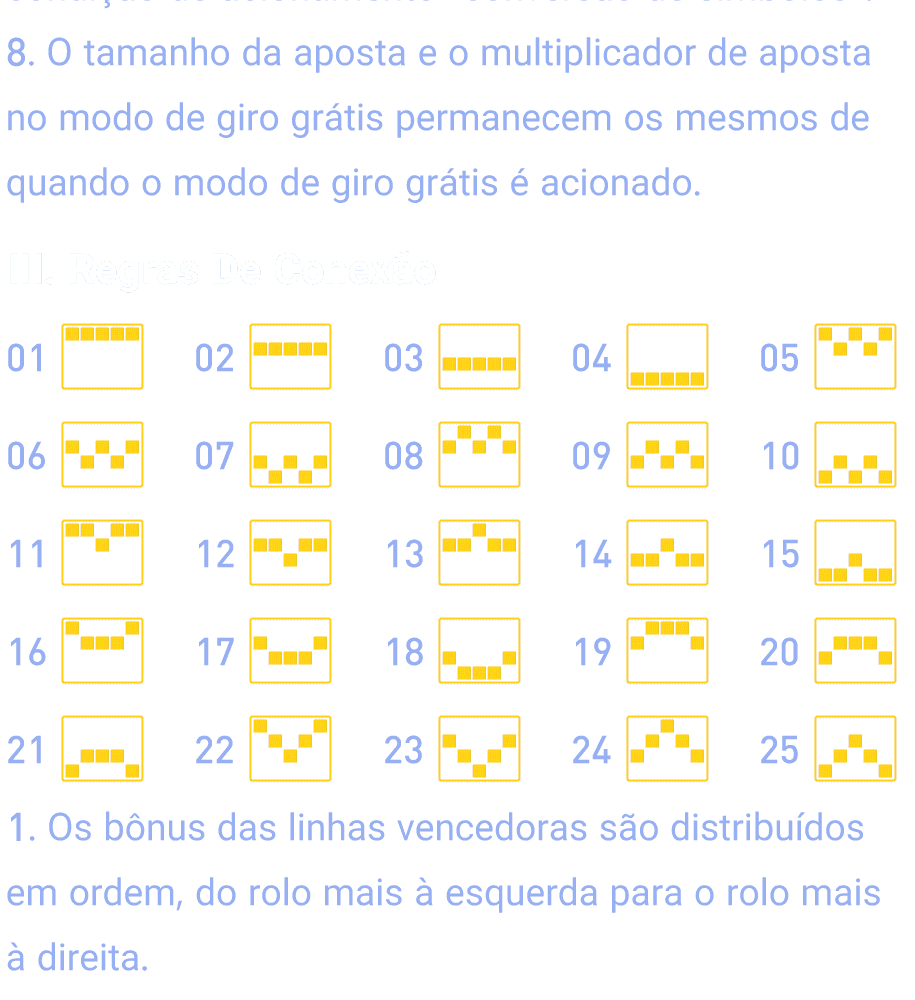 8. O tamanho da aposta e o multiplicador de aposta
no modo de giro grátis permanecem os mesmos de
quando o modo de giro grátis é acionado.
III. Regras De Conexão
01 02 03 04 05
06 07 08 09 10
11 12 13 14 15
16 17 18 19 20
21 22 23 24 25
1. Os bônus das linhas vencedoras são distribuídos
em ordem, do rolo mais à esquerda para o rolo mais
à direita.